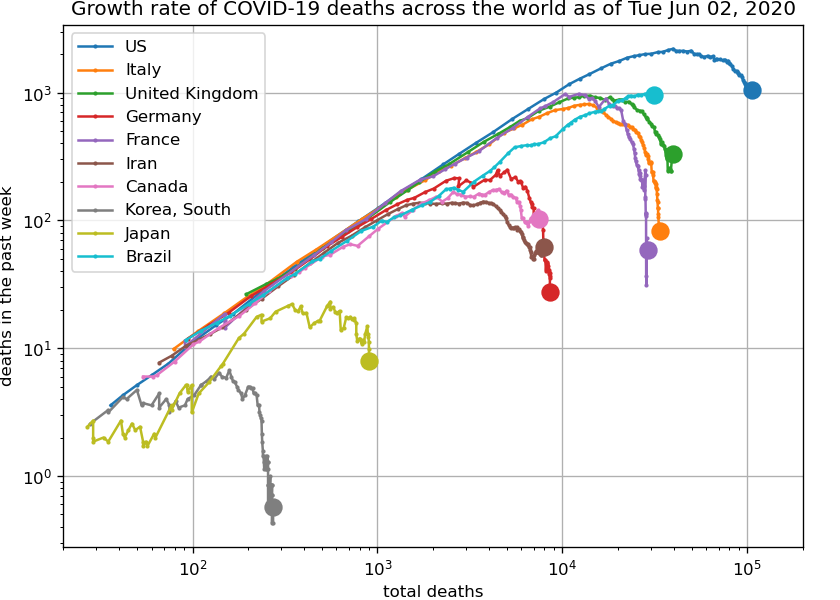 Growth rate of COVID-19 deaths across the world as of Tue Jun 02, 2020
US
Italy
United Kingdom
Germany
France
Iran
Canada
Korea, South
Japan
Brazil
deaths in the past week
10³
10²
10¹
10⁰
10²
10³
10⁴
10⁵
total deaths